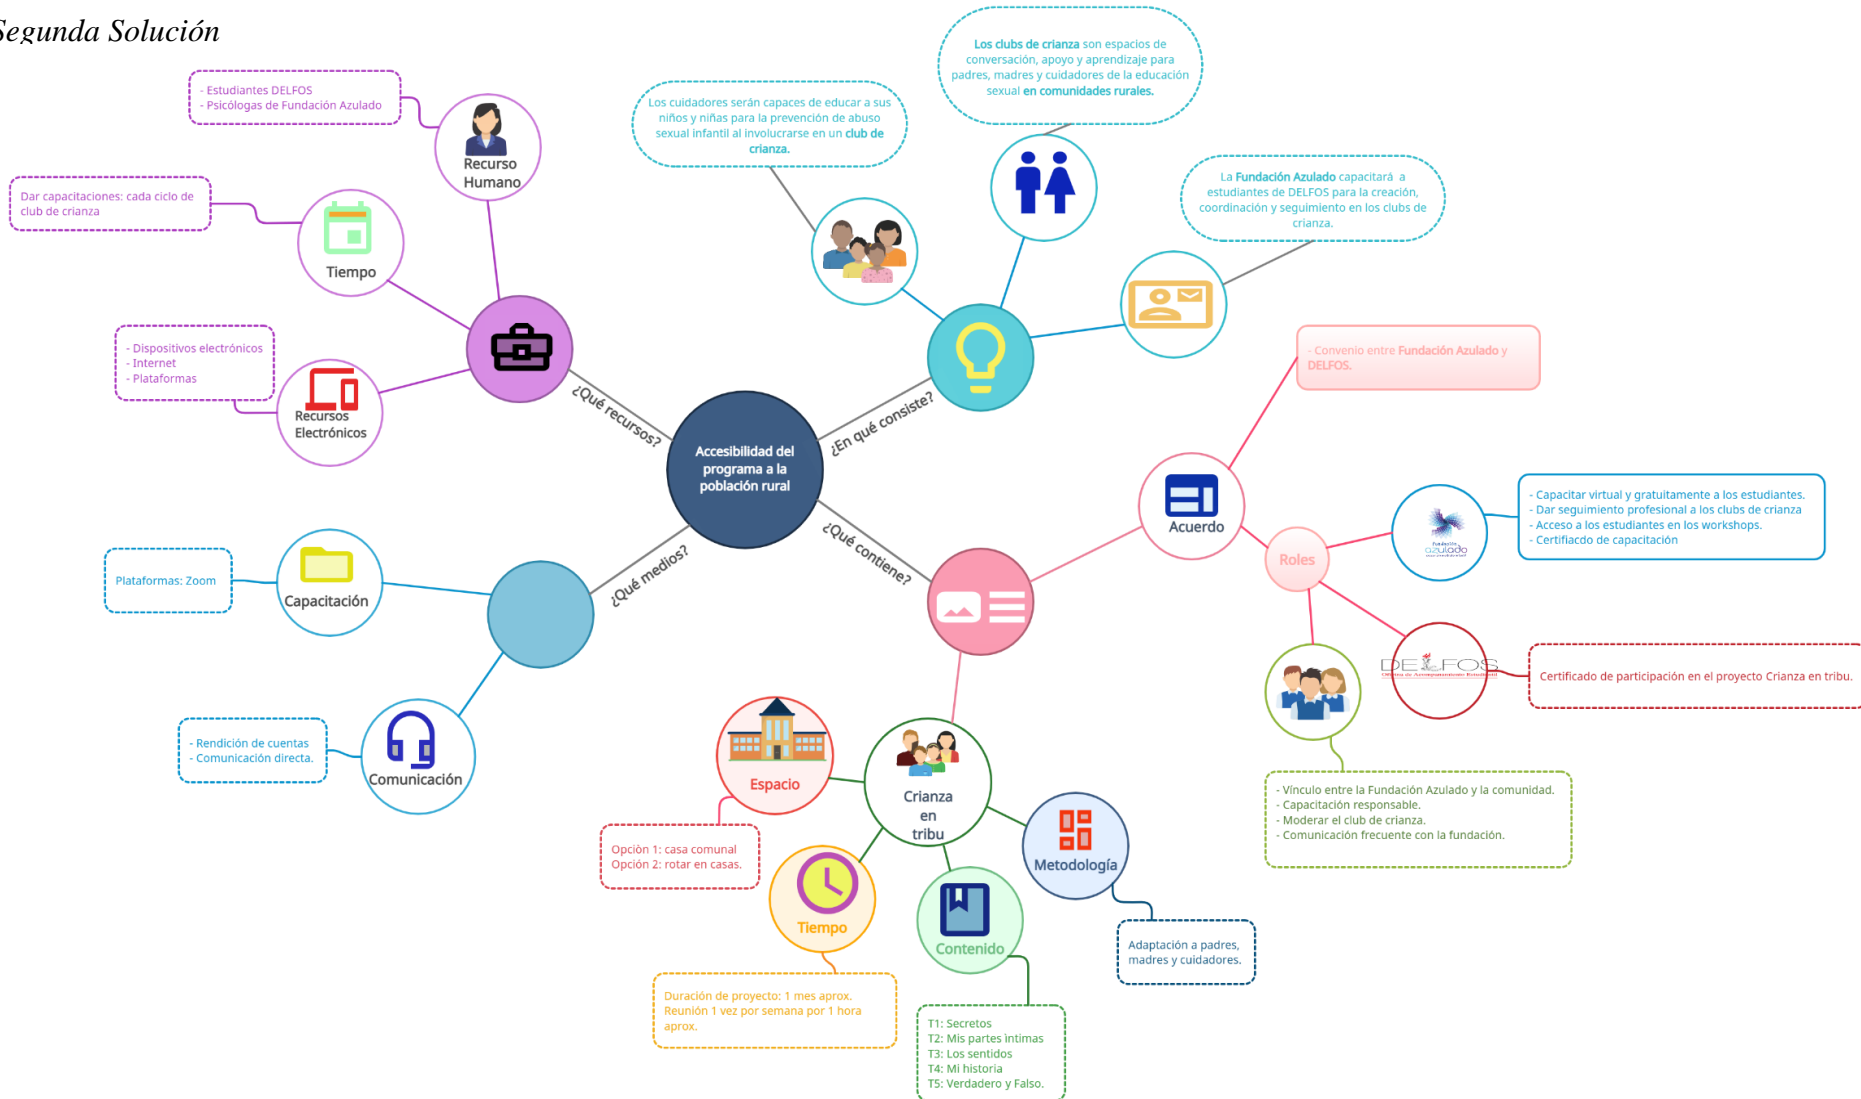 Segunda Solución
Los clubs de crianza son espacios de
conversación, apoyo y aprendizaje para
padres, madres y cuidadores de la educación
sexual en comunidades rurales.
Los cuidadores serán capaces de educar a sus
niños y niñas para la prevención de abuso
sexual infantil al involucrarse en un club de
crianza.
La Fundación Azulado capacitará a
estudiantes de DELFOS para la creación,
coordinación y seguimiento en los clubs de
crianza.
- Estudiantes DELFOS
- Psicólogas de Fundación Azulado
Recurso
Humano
Dar capacitaciones: cada ciclo de
club de crianza
Tiempo
- Dispositivos electrónicos
- Internet
- Plataformas
Recursos
Electrónicos
¿Qué recursos?
¿En qué consiste?
Accesibilidad del
programa a la
población rural
¿Qué medios?
¿Qué contiene?
- Convenio entre Fundación Azulado y
DELFOS.
Acuerdo
Roles
Fundación
azulado
- Capacitar virtual y gratuitamente a los estudiantes.
- Dar seguimiento profesional a los clubs de crianza
- Acceso a los estudiantes en los workshops.
- Certifiacdo de capacitación
DELFOS
Oficina de Acompañamiento Estudiantil
Certificado de participación en el proyecto Crianza en tribu.
- Vínculo entre la Fundación Azulado y la comunidad.
- Capacitación responsable.
- Moderar el club de crianza.
- Comunicación frecuente con la fundación.
Plataformas: Zoom
Capacitación
- Rendición de cuentas
- Comunicación directa.
Comunicación
Espacio
Opciòn 1: casa comunal
Opción 2: rotar en casas.
Crianza
en
tribu
Tiempo
Duración de proyecto: 1 mes aprox.
Reunión 1 vez por semana por 1 hora
aprox.
Contenido
T1: Secretos
T2: Mis partes ìntimas
T3: Los sentidos
T4: Mi historia
T5: Verdadero y Falso.
Metodología
Adaptación a padres,
madres y cuidadores.